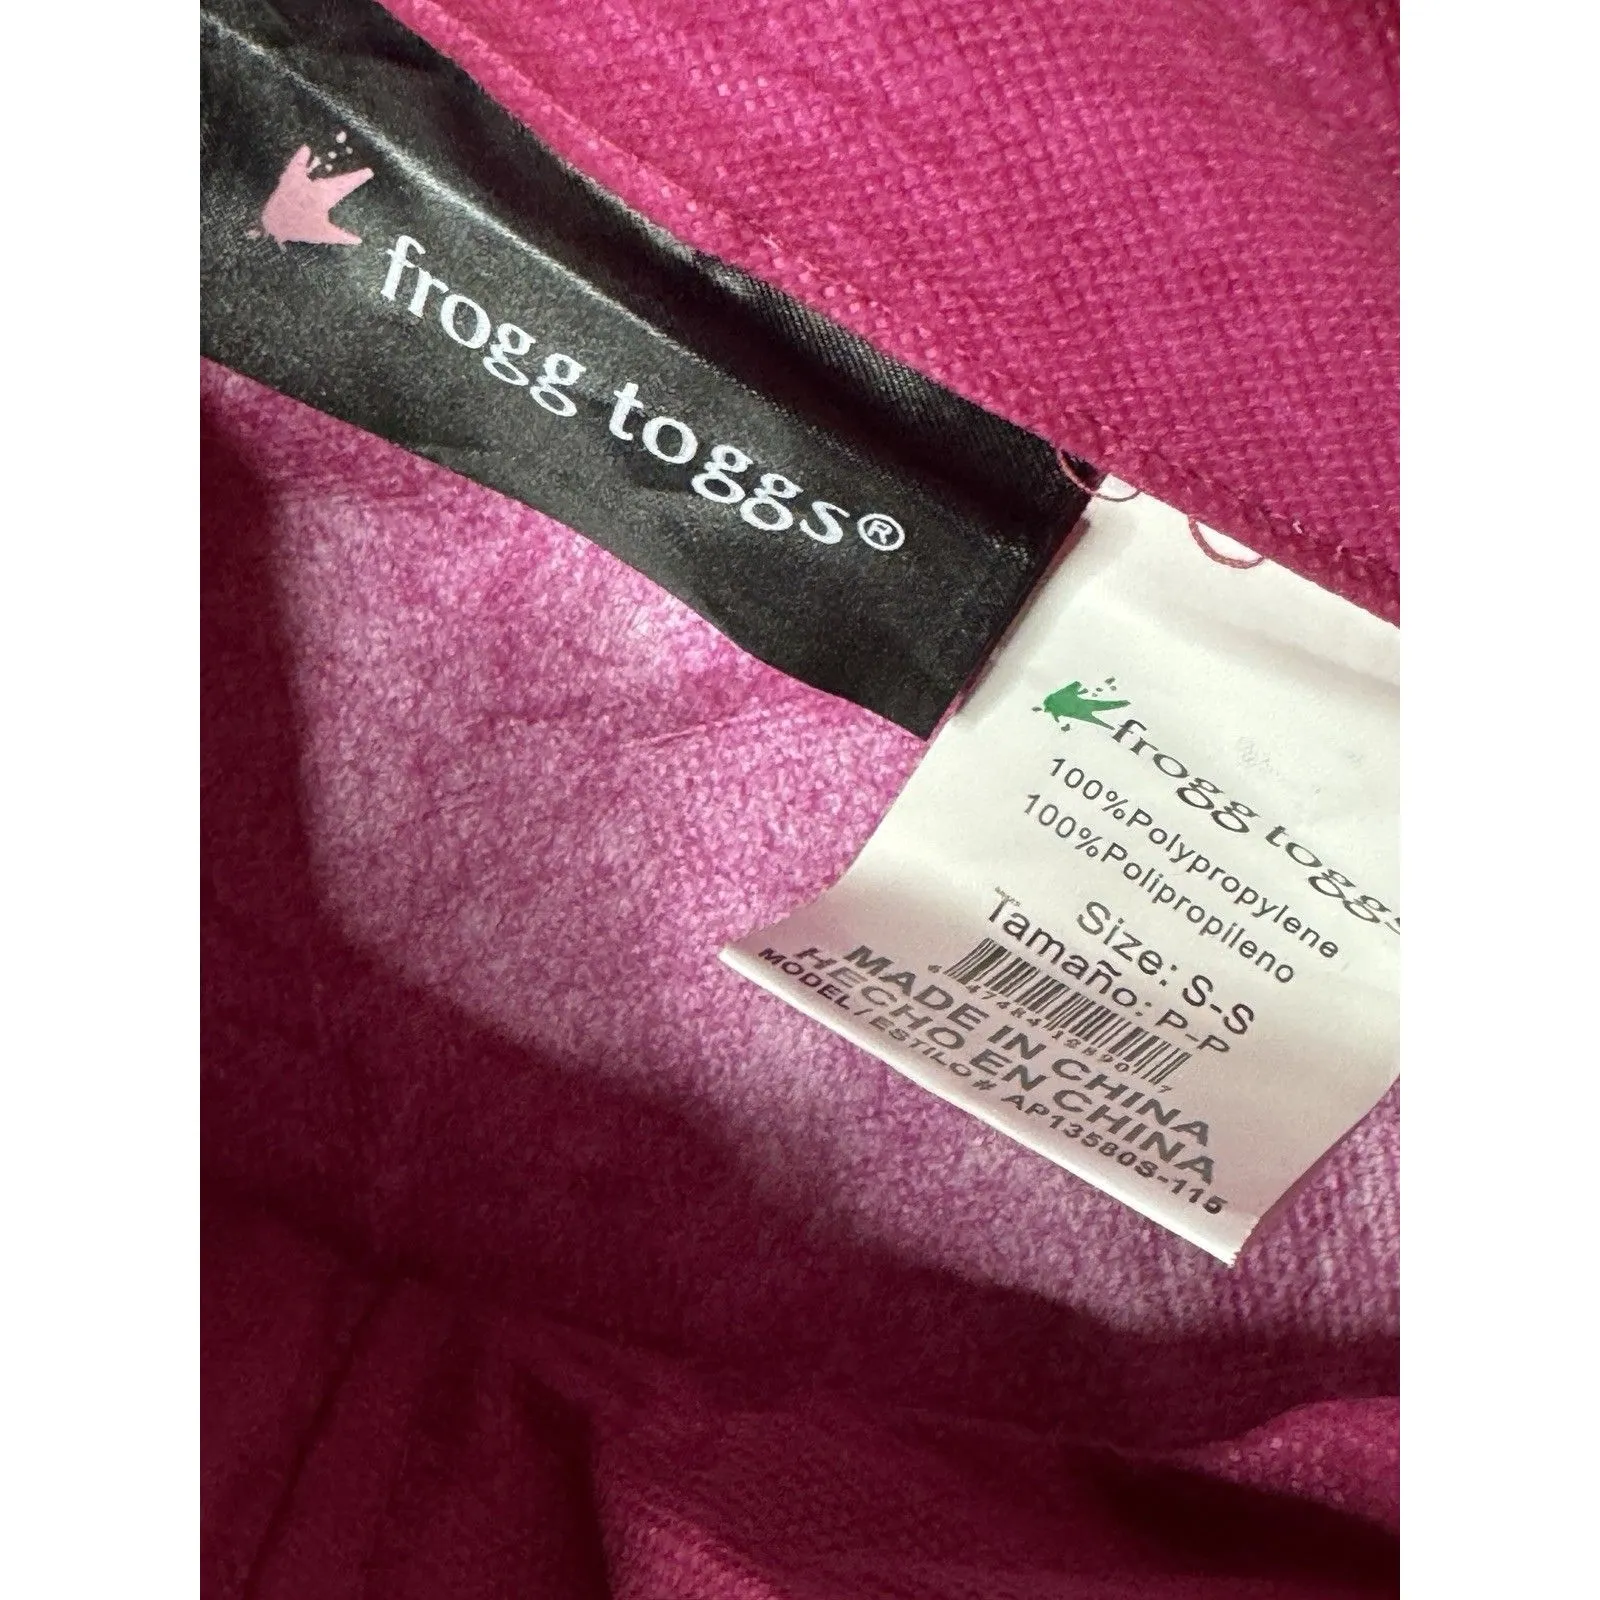 frogg toggs®
frogg toggs
100%Polypropylene
100%Polipropileno
Size: S-S
Tamaño: P-P
MADE IN CHINA
HECHO EN CHINA
MODEL/ESTILO# AP13580S-115